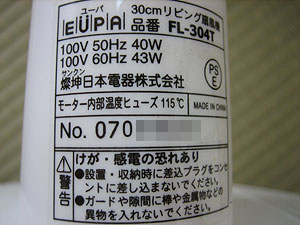 ユーパ
EUPA
30cmリビング扇風機
品番 FL-304T
100V 50Hz 40W
100V 60Hz 43W
サンクン
燦坤日本電器株式会社
PS
E
モーター内部温度ヒューズ 115℃
MADE IN CHINA
No. 070
警告
けが・感電の恐れあり
●設置・収納時に差込プラグをコンセ
ントに差し込まないでください。
●ガードや隙間に棒や金属物などの
異物を入れないでください。